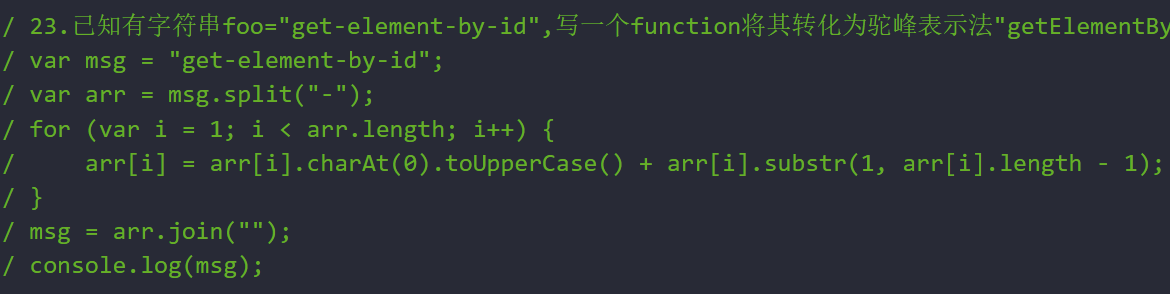 / 23.已知有字符串foo="get-element-by-id",写一个function将其转化为驼峰表示法"getElementBy
/ var msg = "get-element-by-id";
/ var arr = msg.split("-");
/ for (var i = 1; i < arr.length; i++) {
/     arr[i] = arr[i].charAt(0).toUpperCase() + arr[i].substr(1, arr[i].length - 1);
/ }
/ msg = arr.join("");
/ console.log(msg);